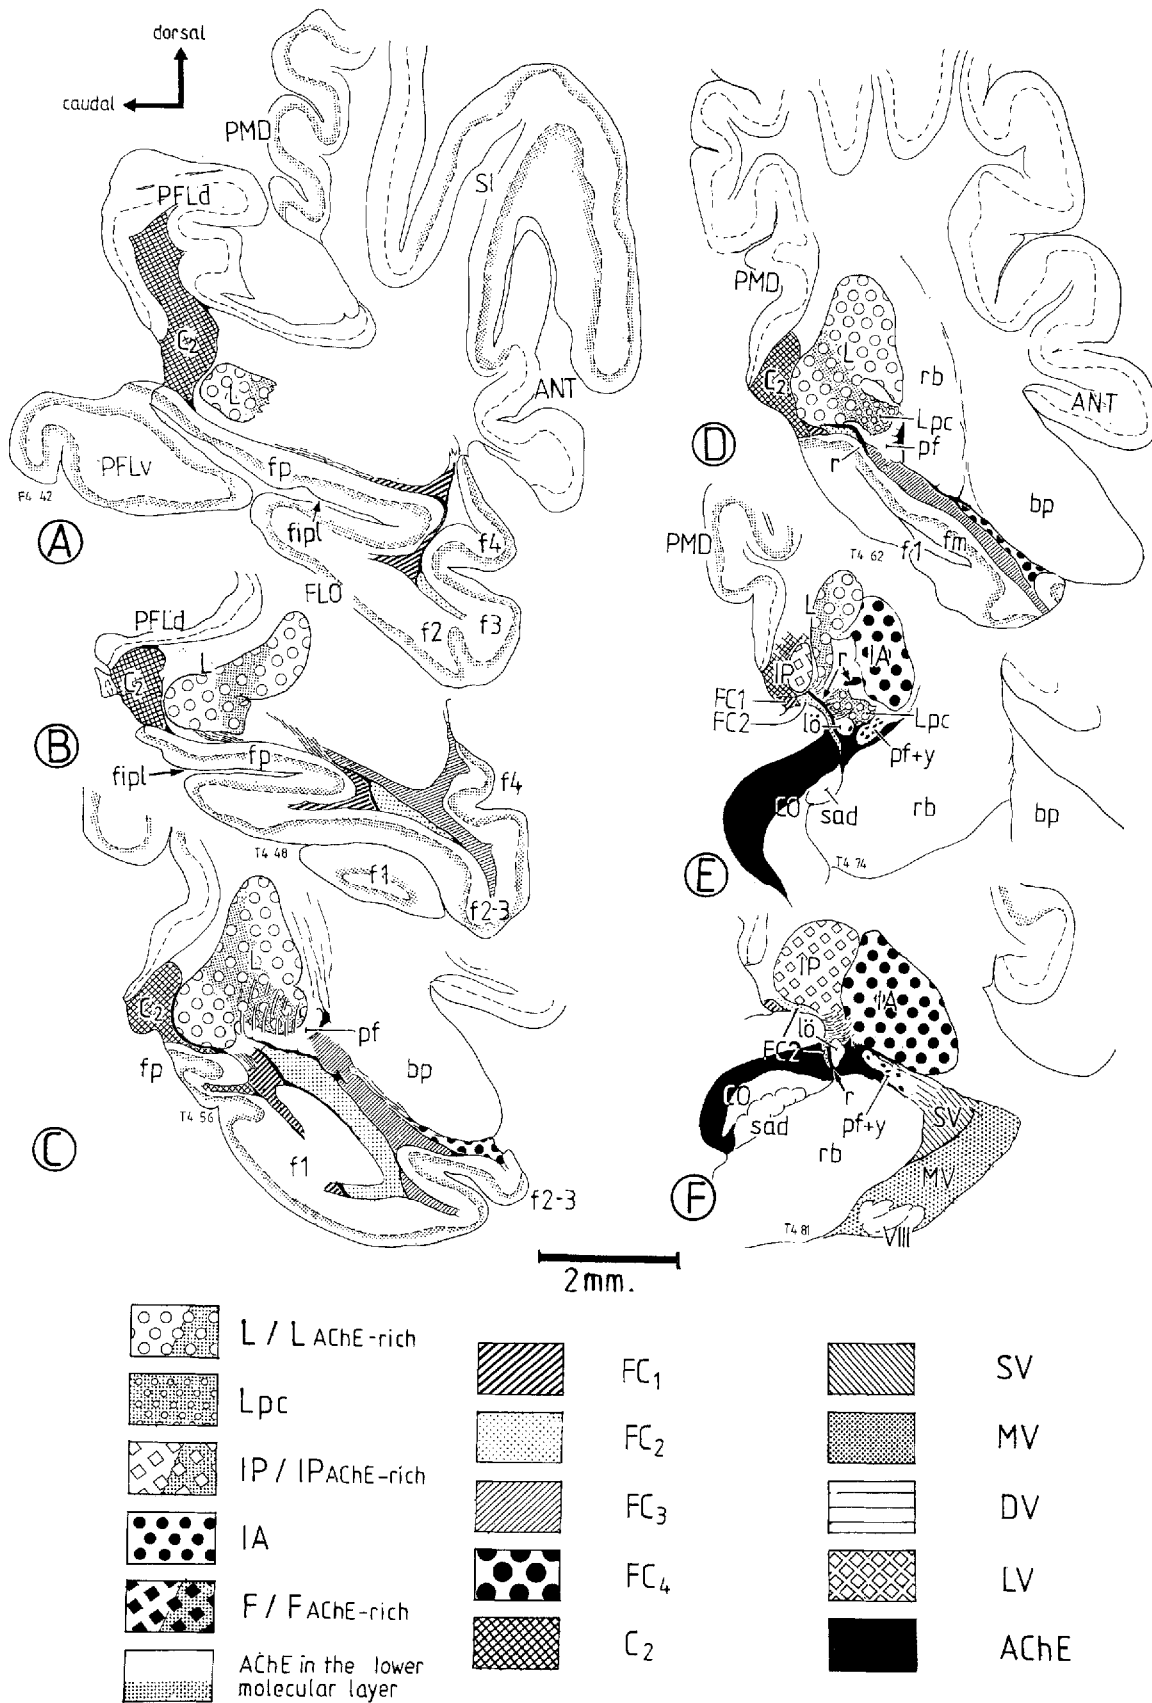 dorsal
caudal
PMD
SI
PFLd
C2
L
ANT
PFLv
fp
F4 42
fipl
f4
A
FLO
f2
f3
PFLd
C2
L
B
fp
fipl
f4
T4 48
f1
f2-3
L
C2
pf
fp
bp
T4 56
C
f1
f2-3
PMD
L
C2
rb
ANT
Lpc
D
r
pf
bp
fm
f1
T4 62
PMD
L
IP
r
IA
FC1
FC2
lö
Lpc
pf+y
CO
sad
rb
bp
E
T4 74
IP
IA
lö
FC2
r
CO
sad
pf+y
SV
rb
MV
F
T4 81
VIII
2mm.
L / L AChE-rich
Lpc
IP / IP AChE-rich
IA
F / F AChE-rich
AChE in the lower
molecular layer
FC1
FC2
FC3
FC4
C2
SV
MV
DV
LV
AChE